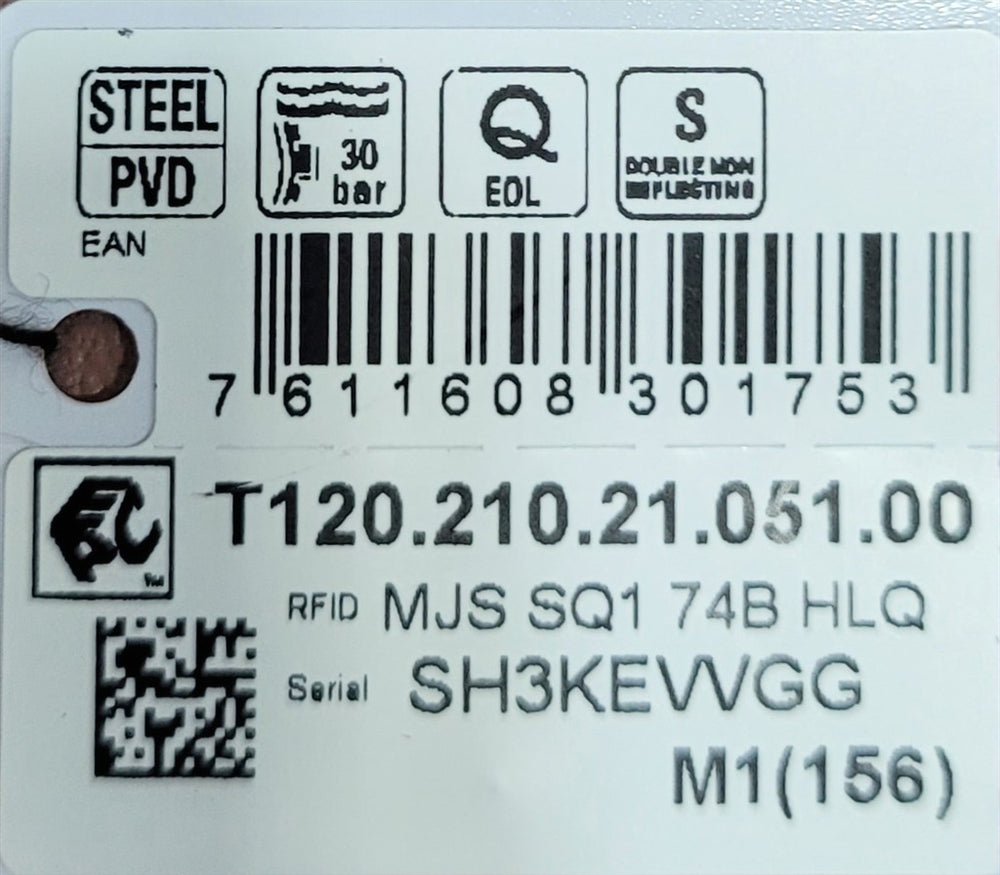 STEEL
PVD
30
bar
Q
EOL
S
DOUBLE NON
REFLECTING
EAN
7 611608 301753
T120.210.21.051.00
RFID MJS SQ1 74B HLQ
Serial SH3KEVVGG
M1(156)